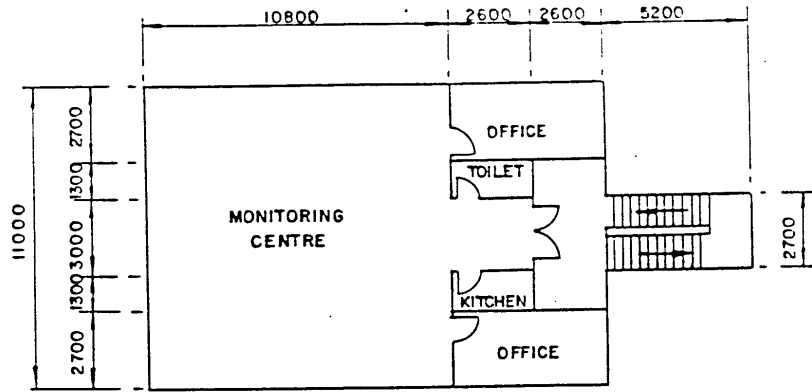 10800
2600
2600
5200
11000
2700
1300
3000
1300
2700
OFFICE
TOILET
MONITORING
CENTRE
KITCHEN
OFFICE
2700